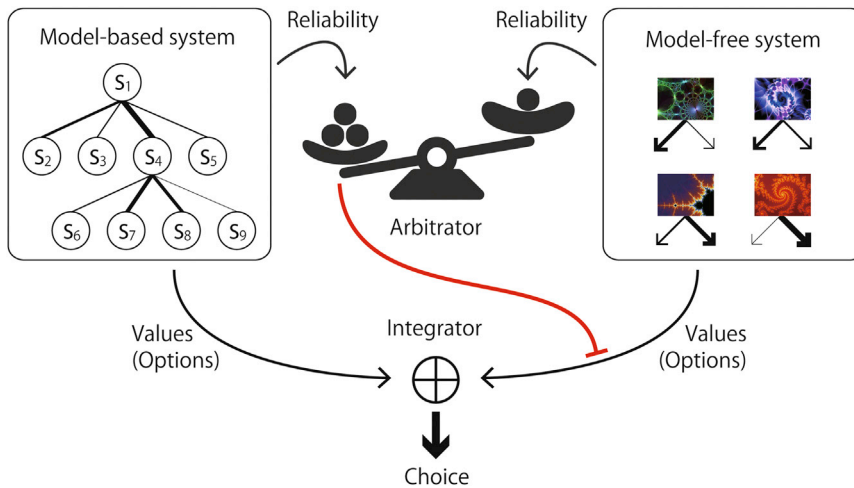 Model-based system
S1
S2
S3
S4
S5
S6
S7
S8
S9
Reliability
Reliability
Arbitrator
Model-free system
Values
(Options)
Integrator
Values
(Options)
Choice